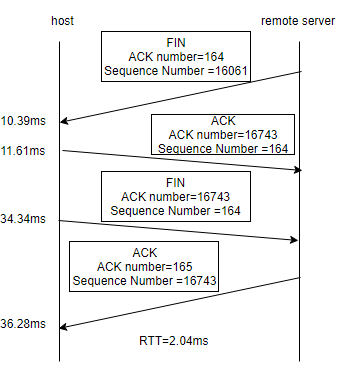 host
remote server
FIN
ACK number=164
Sequence Number =16061
10.39ms
ACK
ACK number=16743
Sequence Number =164
11.61ms
FIN
ACK number=16743
Sequence Number =164
34.34ms
ACK
ACK number=165
Sequence Number =16743
36.28ms
RTT=2.04ms